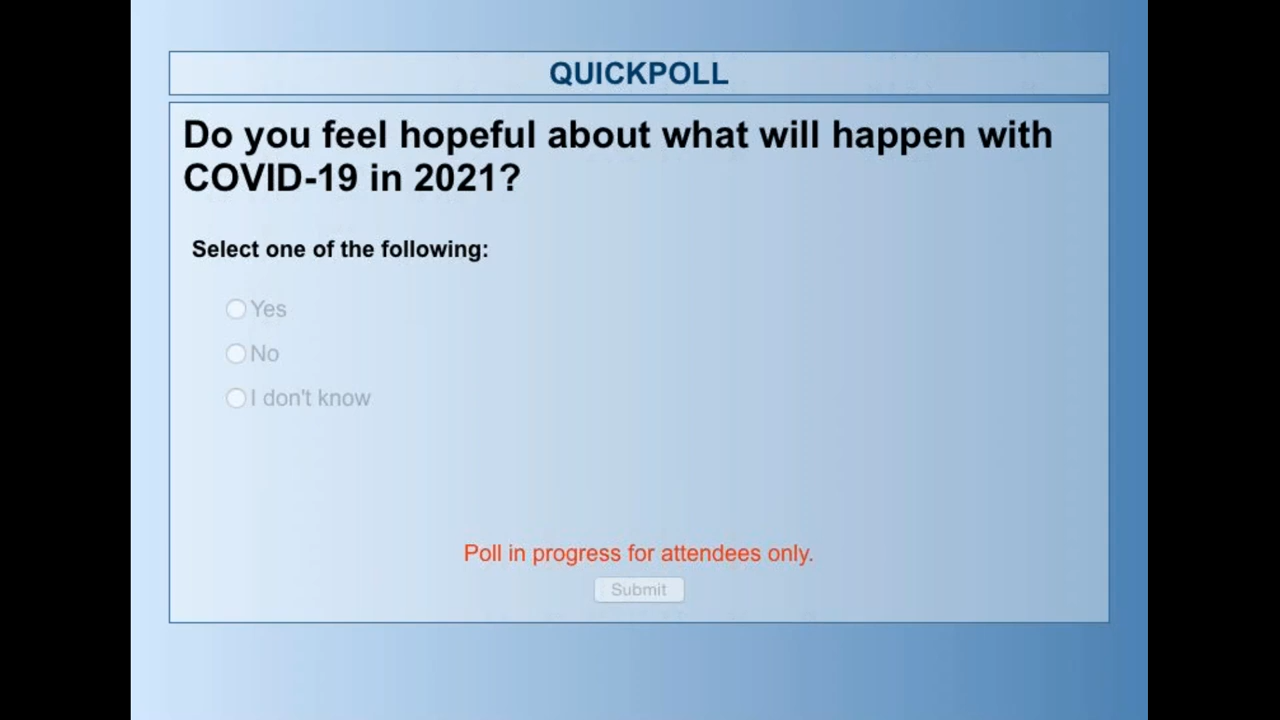 QUICKPOLL
Do you feel hopeful about what will happen with
COVID-19 in 2021?
Select one of the following:
Yes
No
I don't know
Poll in progress for attendees only.
Submit